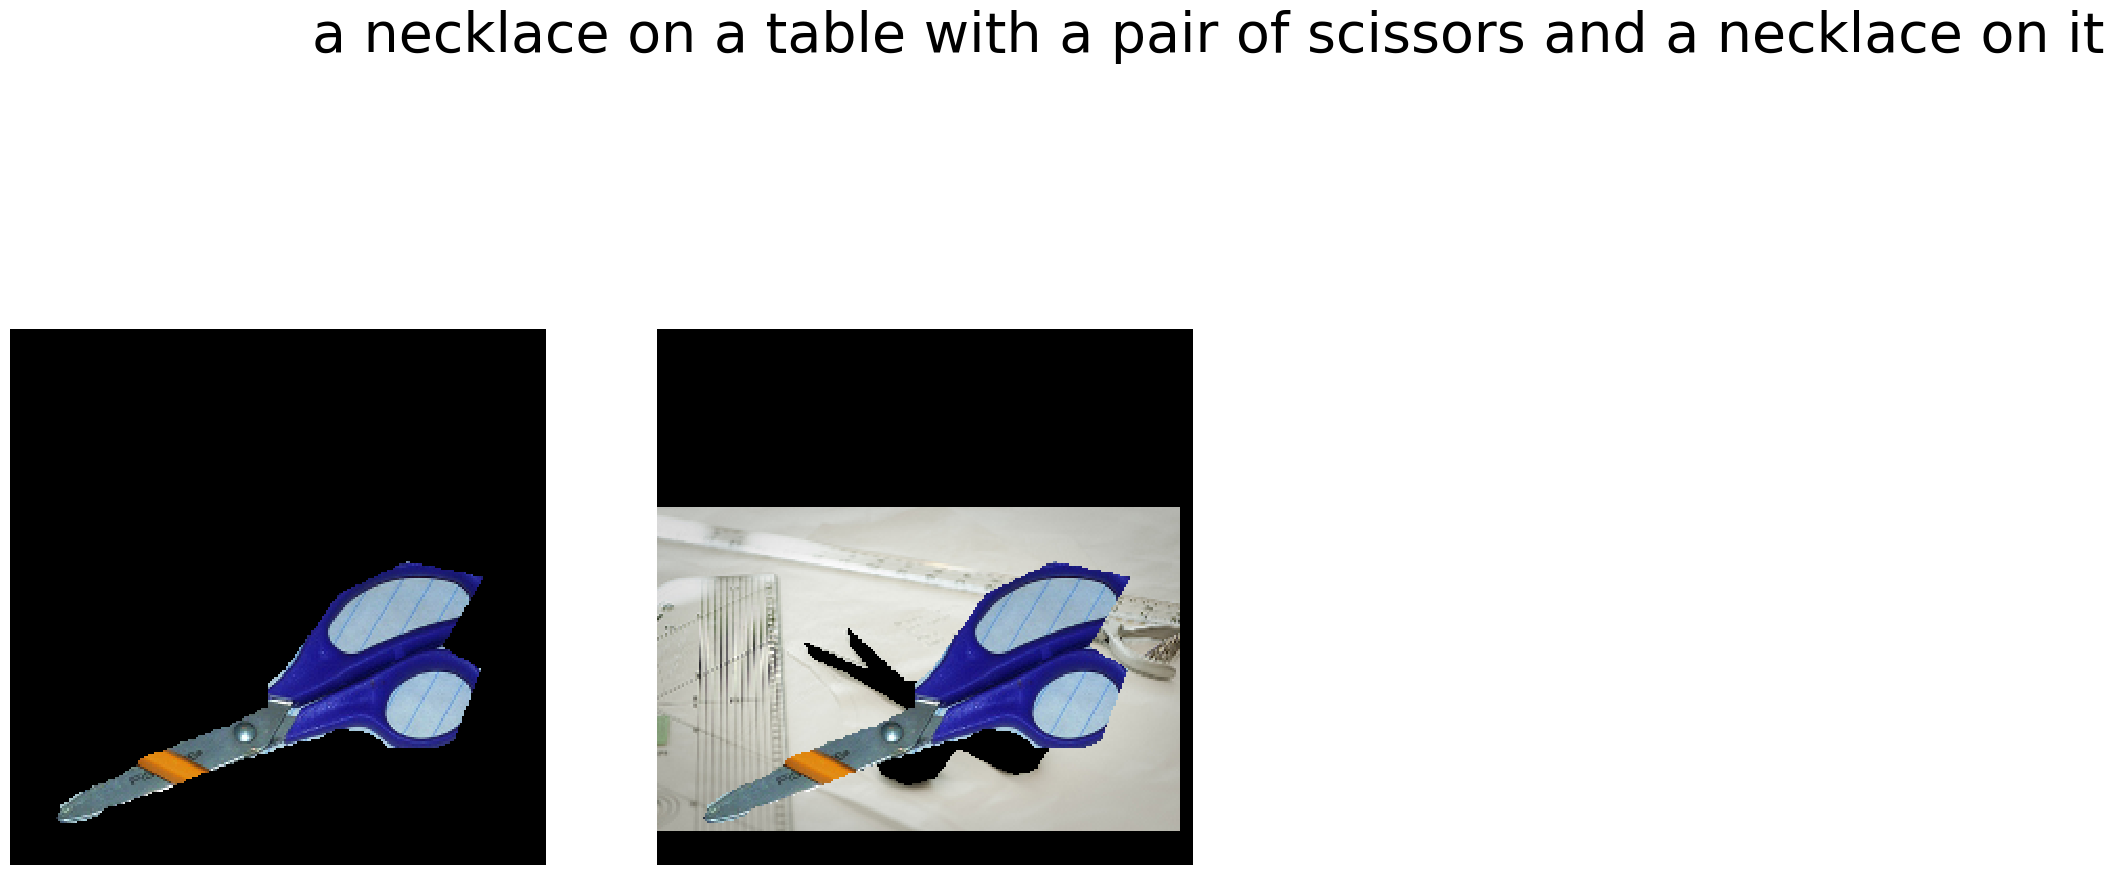 a necklace on a table with a pair of scissors and a necklace on it